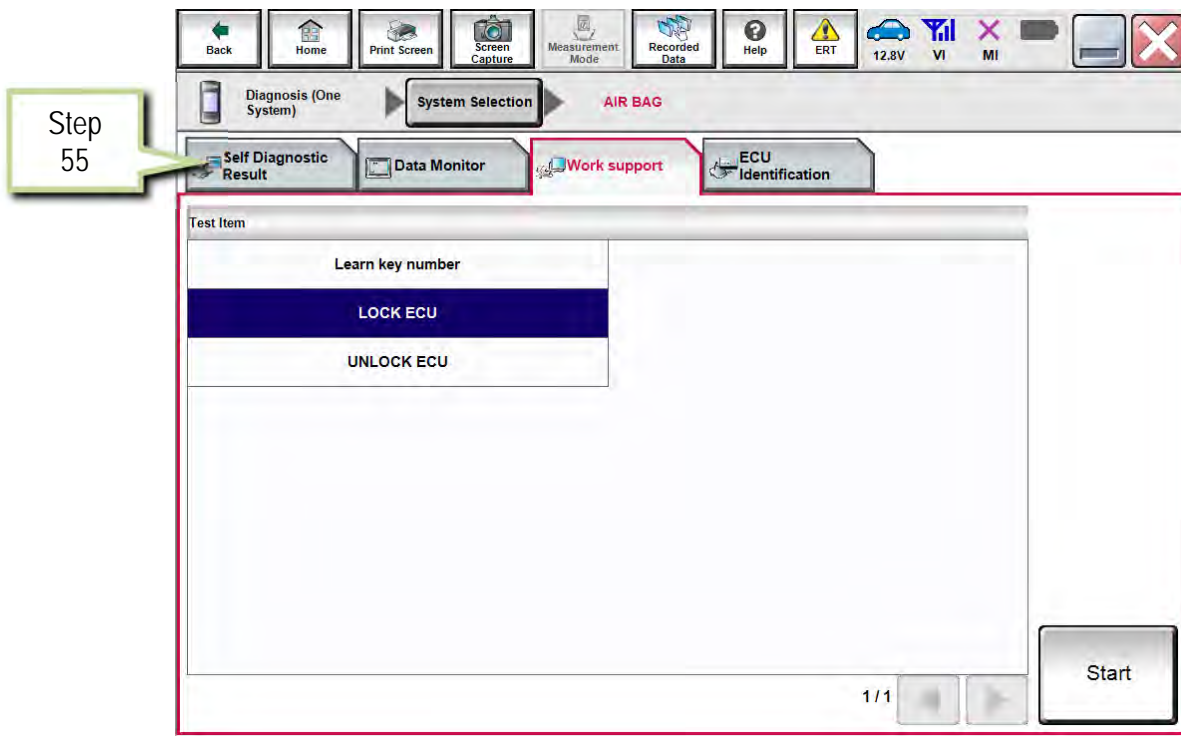 Back
Home
Print Screen
Screen
Capture
Measurement
Mode
Recorded
Data
Help
ERT
12.8V
VI
MI
Diagnosis (One
System)
System Selection
AIR BAG
Step
55
Self Diagnostic
Result
Data Monitor
Work support
ECU
Identification
Test Item
Learn key number
LOCK ECU
UNLOCK ECU
1/1
Start